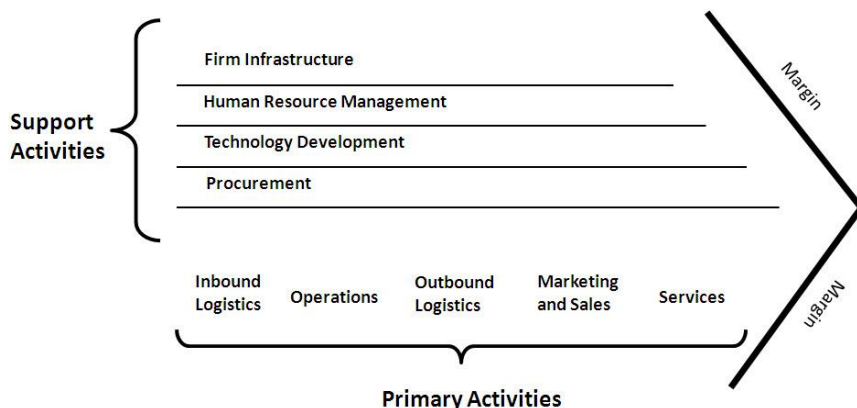 Firm Infrastructure
Human Resource Management
Technology Development
Procurement
Support
Activities
Margin
Margin
Inbound
Logistics
Operations
Outbound
Logistics
Marketing
and Sales
Services
Primary Activities